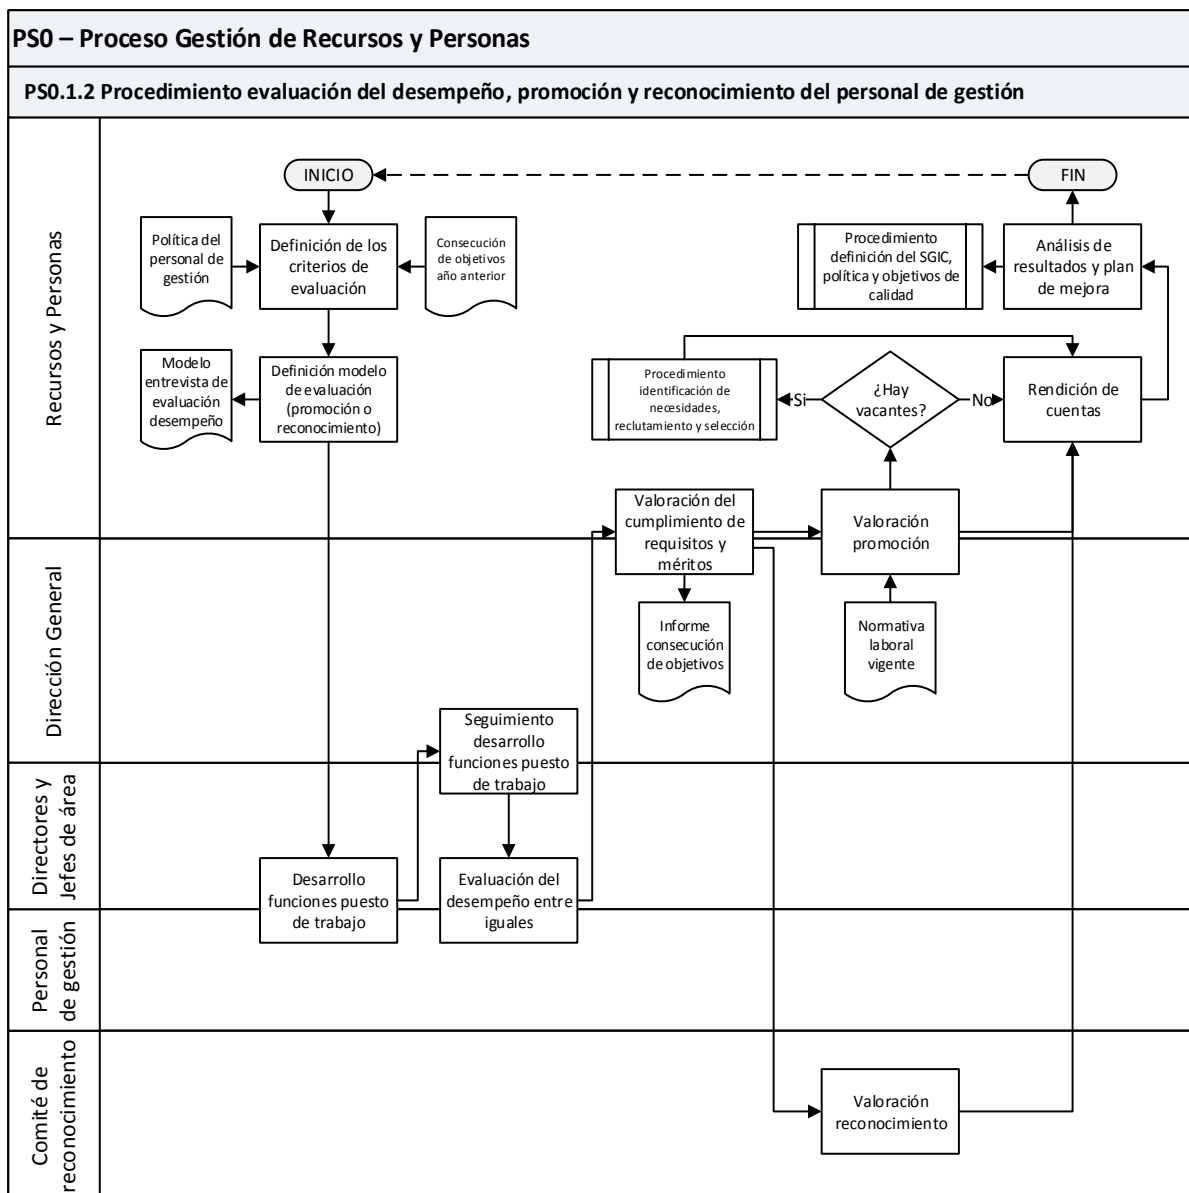 PS0 – Proceso Gestión de Recursos y Personas
PS0.1.2 Procedimiento evaluación del desempeño, promoción y reconocimiento del personal de gestión
Recursos y Personas
INICIO
FIN
Política del
personal de
gestión
Definición de los
criterios de
evaluación
Consecución
de objetivos
año anterior
Procedimiento
definición del SGIC,
política y objetivos de
calidad
Análisis de
resultados y plan
de mejora
Modelo
entrevista de
evaluación
desempeño
Definición modelo
de evaluación
(promoción o
reconocimiento)
Procedimiento
identificación de
necesidades,
reclutamiento y selección
Si
¿Hay
vacantes?
No
Rendición de
cuentas
Valoración del
cumplimiento de
requisitos y
méritos
Valoración
promoción
Dirección General
Informe
consecución
de objetivos
Normativa
laboral
vigente
Seguimiento
desarrollo
funciones puesto
de trabajo
Directores y
Jefes de área
Desarrollo
funciones puesto
de trabajo
Evaluación del
desempeño entre
iguales
Personal
de gestión
Comité de
reconocimiento
Valoración
reconocimiento